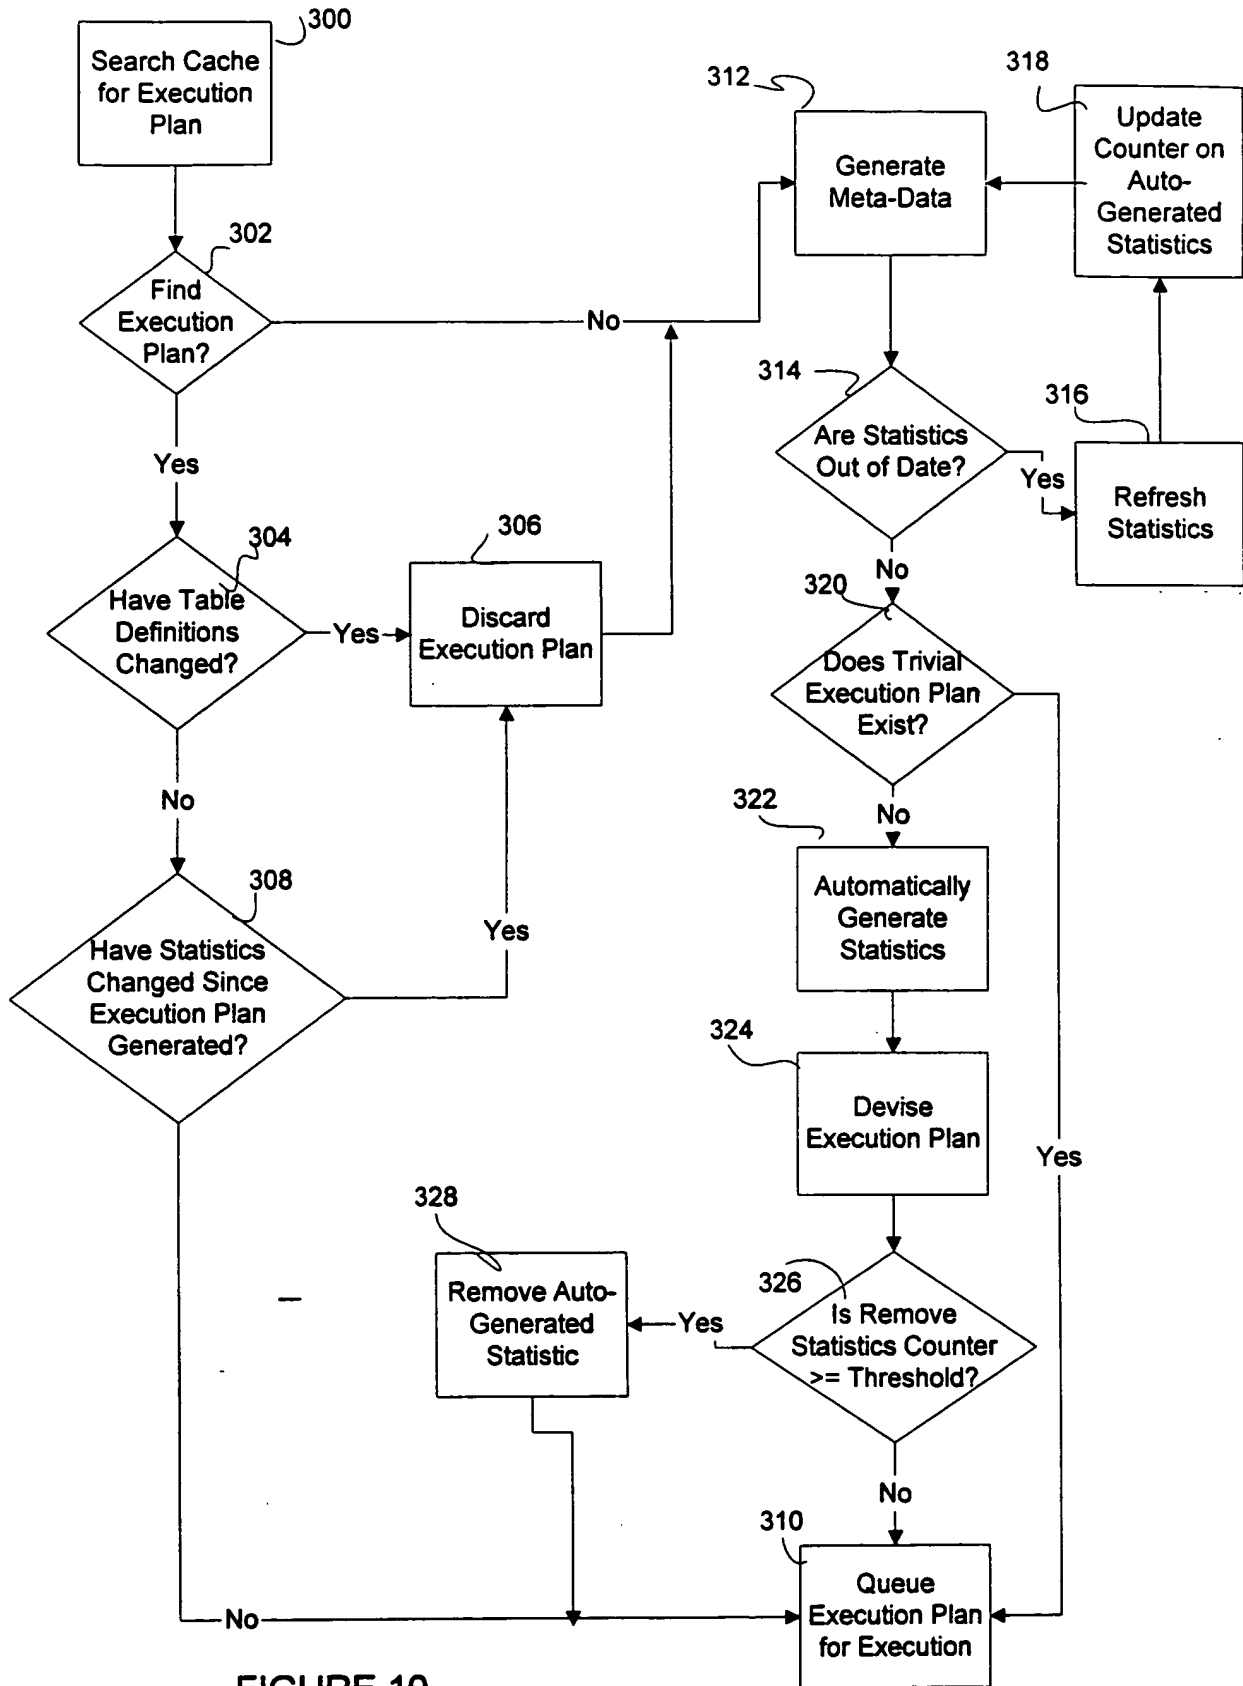 300
Search Cache
for Execution
Plan
302
Find
Execution
Plan?
No
Yes
304
Have Table
Definitions
Changed?
Yes
306
Discard
Execution Plan
No
308
Have Statistics
Changed Since
Execution Plan
Generated?
Yes
No
312
Generate
Meta-Data
318
Update
Counter on
Auto-
Generated
Statistics
314
Are Statistics
Out of Date?
Yes
316
Refresh
Statistics
No
320
Does Trivial
Execution Plan
Exist?
No
Yes
322
Automatically
Generate
Statistics
324
Devise
Execution Plan
326
Is Remove
Statistics Counter
>= Threshold?
Yes
328
Remove Auto-
Generated
Statistic
No
310
Queue
Execution Plan
for Execution
FIGURE 10